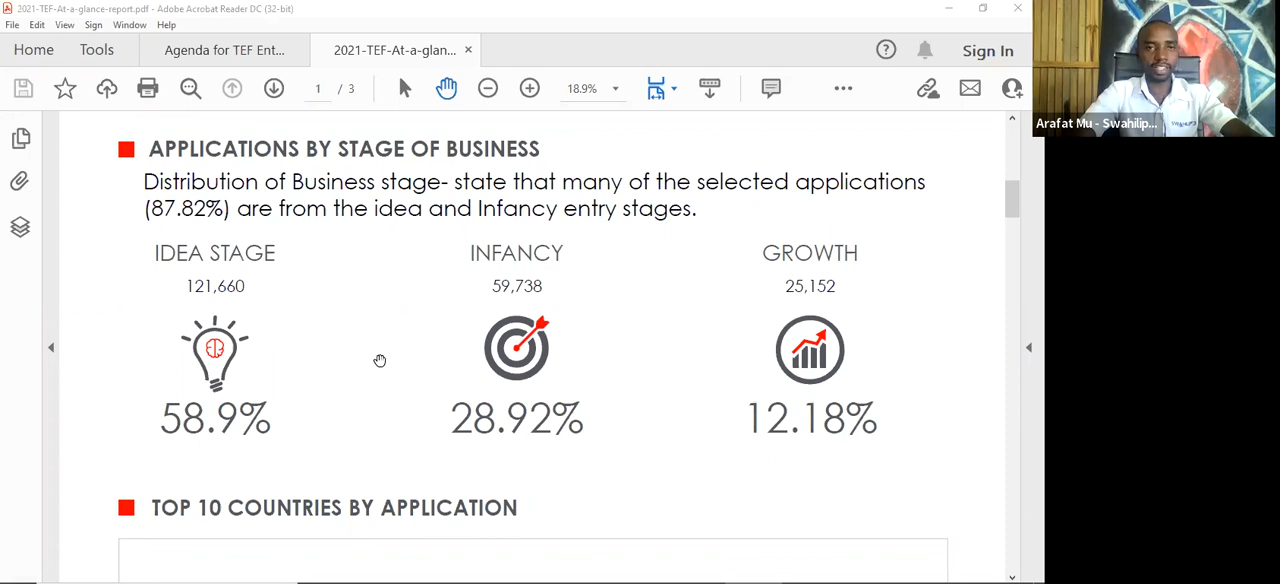 2021-TEF-At-a-glance-report.pdf - Adobe Acrobat Reader DC (32-bit)
File Edit View Sign Window Help
Home Tools Agenda for TEF Ent... 2021-TEF-At-a-glan... × Sign In
1 / 3 18.9%
Arafat Mu - Swahilip...
APPLICATIONS BY STAGE OF BUSINESS
Distribution of Business stage- state that many of the selected applications
(87.82%) are from the idea and Infancy entry stages.
IDEA STAGE INFANCY GROWTH
121,660 59,738 25,152
58.9% 28.92% 12.18%
TOP 10 COUNTRIES BY APPLICATION